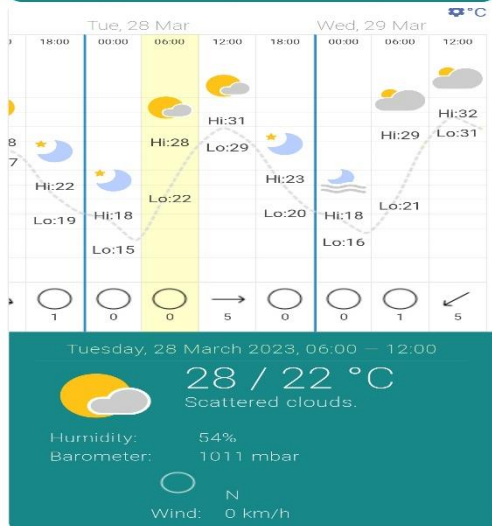 °C
Tue, 28 Mar Wed, 29 Mar
18:00 00:00 06:00 12:00 18:00 00:00 06:00 12:00
Hi:22 Hi:18 Hi:28 Hi:31 Hi:23 Hi:18 Hi:29 Hi:32
Lo:19 Lo:15 Lo:22 Lo:29 Lo:20 Lo:16 Lo:21 Lo:31
1 0 0 5 0 0 1 5
Tuesday, 28 March 2023, 06:00 — 12:00
28 / 22 °C
Scattered clouds.
Humidity: 54%
Barometer: 1011 mbar
N
Wind: 0 km/h